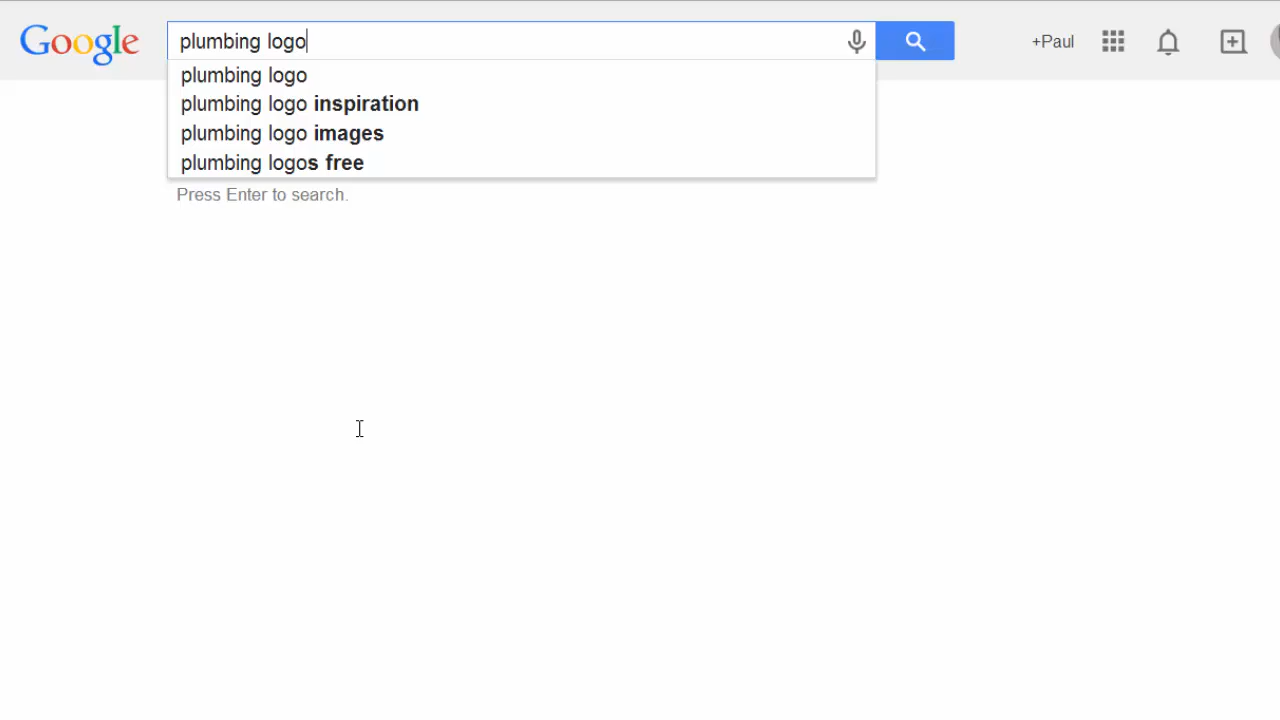 Google plumbing logo +Paul
plumbing logo
plumbing logo inspiration
plumbing logo images
plumbing logos free
Press Enter to search.